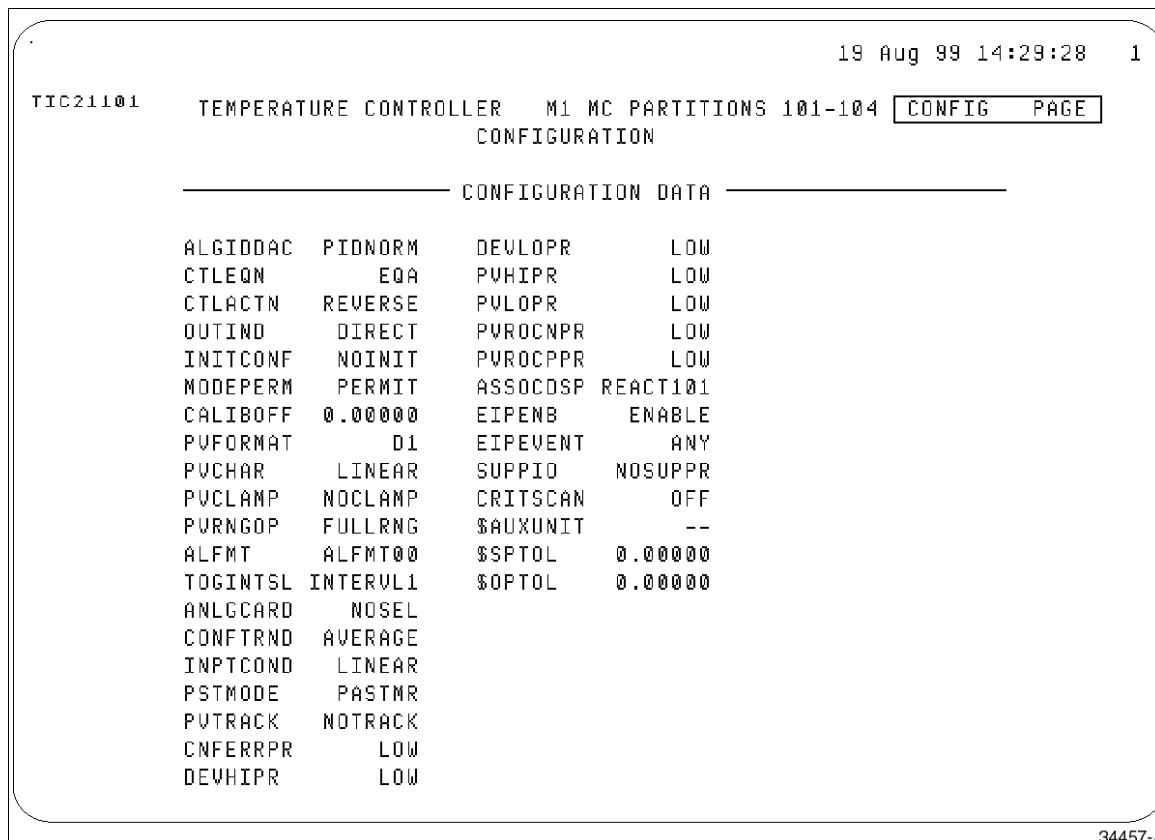 19 Aug 99 14:29:28 1
TIC21101 TEMPERATURE CONTROLLER M1 MC PARTITIONS 101-104 CONFIG PAGE
CONFIGURATION
CONFIGURATION DATA
ALGIDDAC PIDNORM DEVLOPR LOW
CTLEQN EQA PVHIPR LOW
CTLACTN REVERSE PVLOPR LOW
OUTIND DIRECT PVROCNPR LOW
INITCONF NOINIT PVROCPPR LOW
MODEPERM PERMIT ASSOCDSP REACT101
CALIBOFF 0.00000 EIPENB ENABLE
PVFORMAT D1 EIPEVENT ANY
PVCHAR LINEAR SUPPIO NOSUPPR
PVCLAMP NOCLAMP CRITSCAN OFF
PVRNGOP FULLRNG $AUXUNIT --
ALFMT ALFMT00 $SPTOL 0.00000
TOGINTSL INTERVL1 $OPTOL 0.00000
ANLGCARD NOSEL
CONFTRND AVERAGE
INPTCOND LINEAR
PSTMODE PASTMR
PVTRACK NOTRACK
CNFERRPR LOW
DEVHIPR LOW
34457-